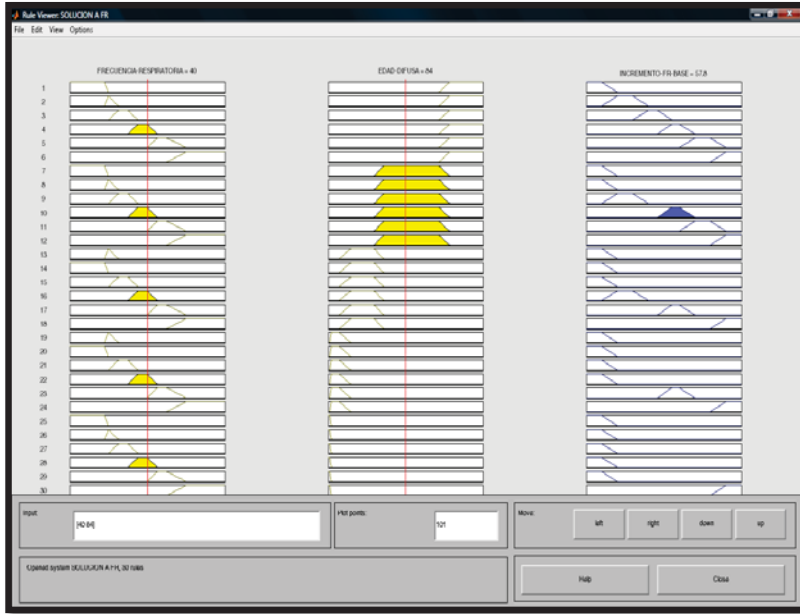 Rule Viewer: SOLUCION A FR
File Edit View Options
FRECUENCIA-RESPIRATORIA = 40
EDAD-DIFUSA = 84
INCREMENTO-FR-BASE = 57.8
1
2
3
4
5
6
7
8
9
10
11
12
13
14
15
16
17
18
19
20
21
22
23
24
25
26
27
28
29
30
Input:
[40 84]
Plot points:
101
Move:
left
right
down
up
Opened system SOLUCION A FR, 30 rules
Help
Close